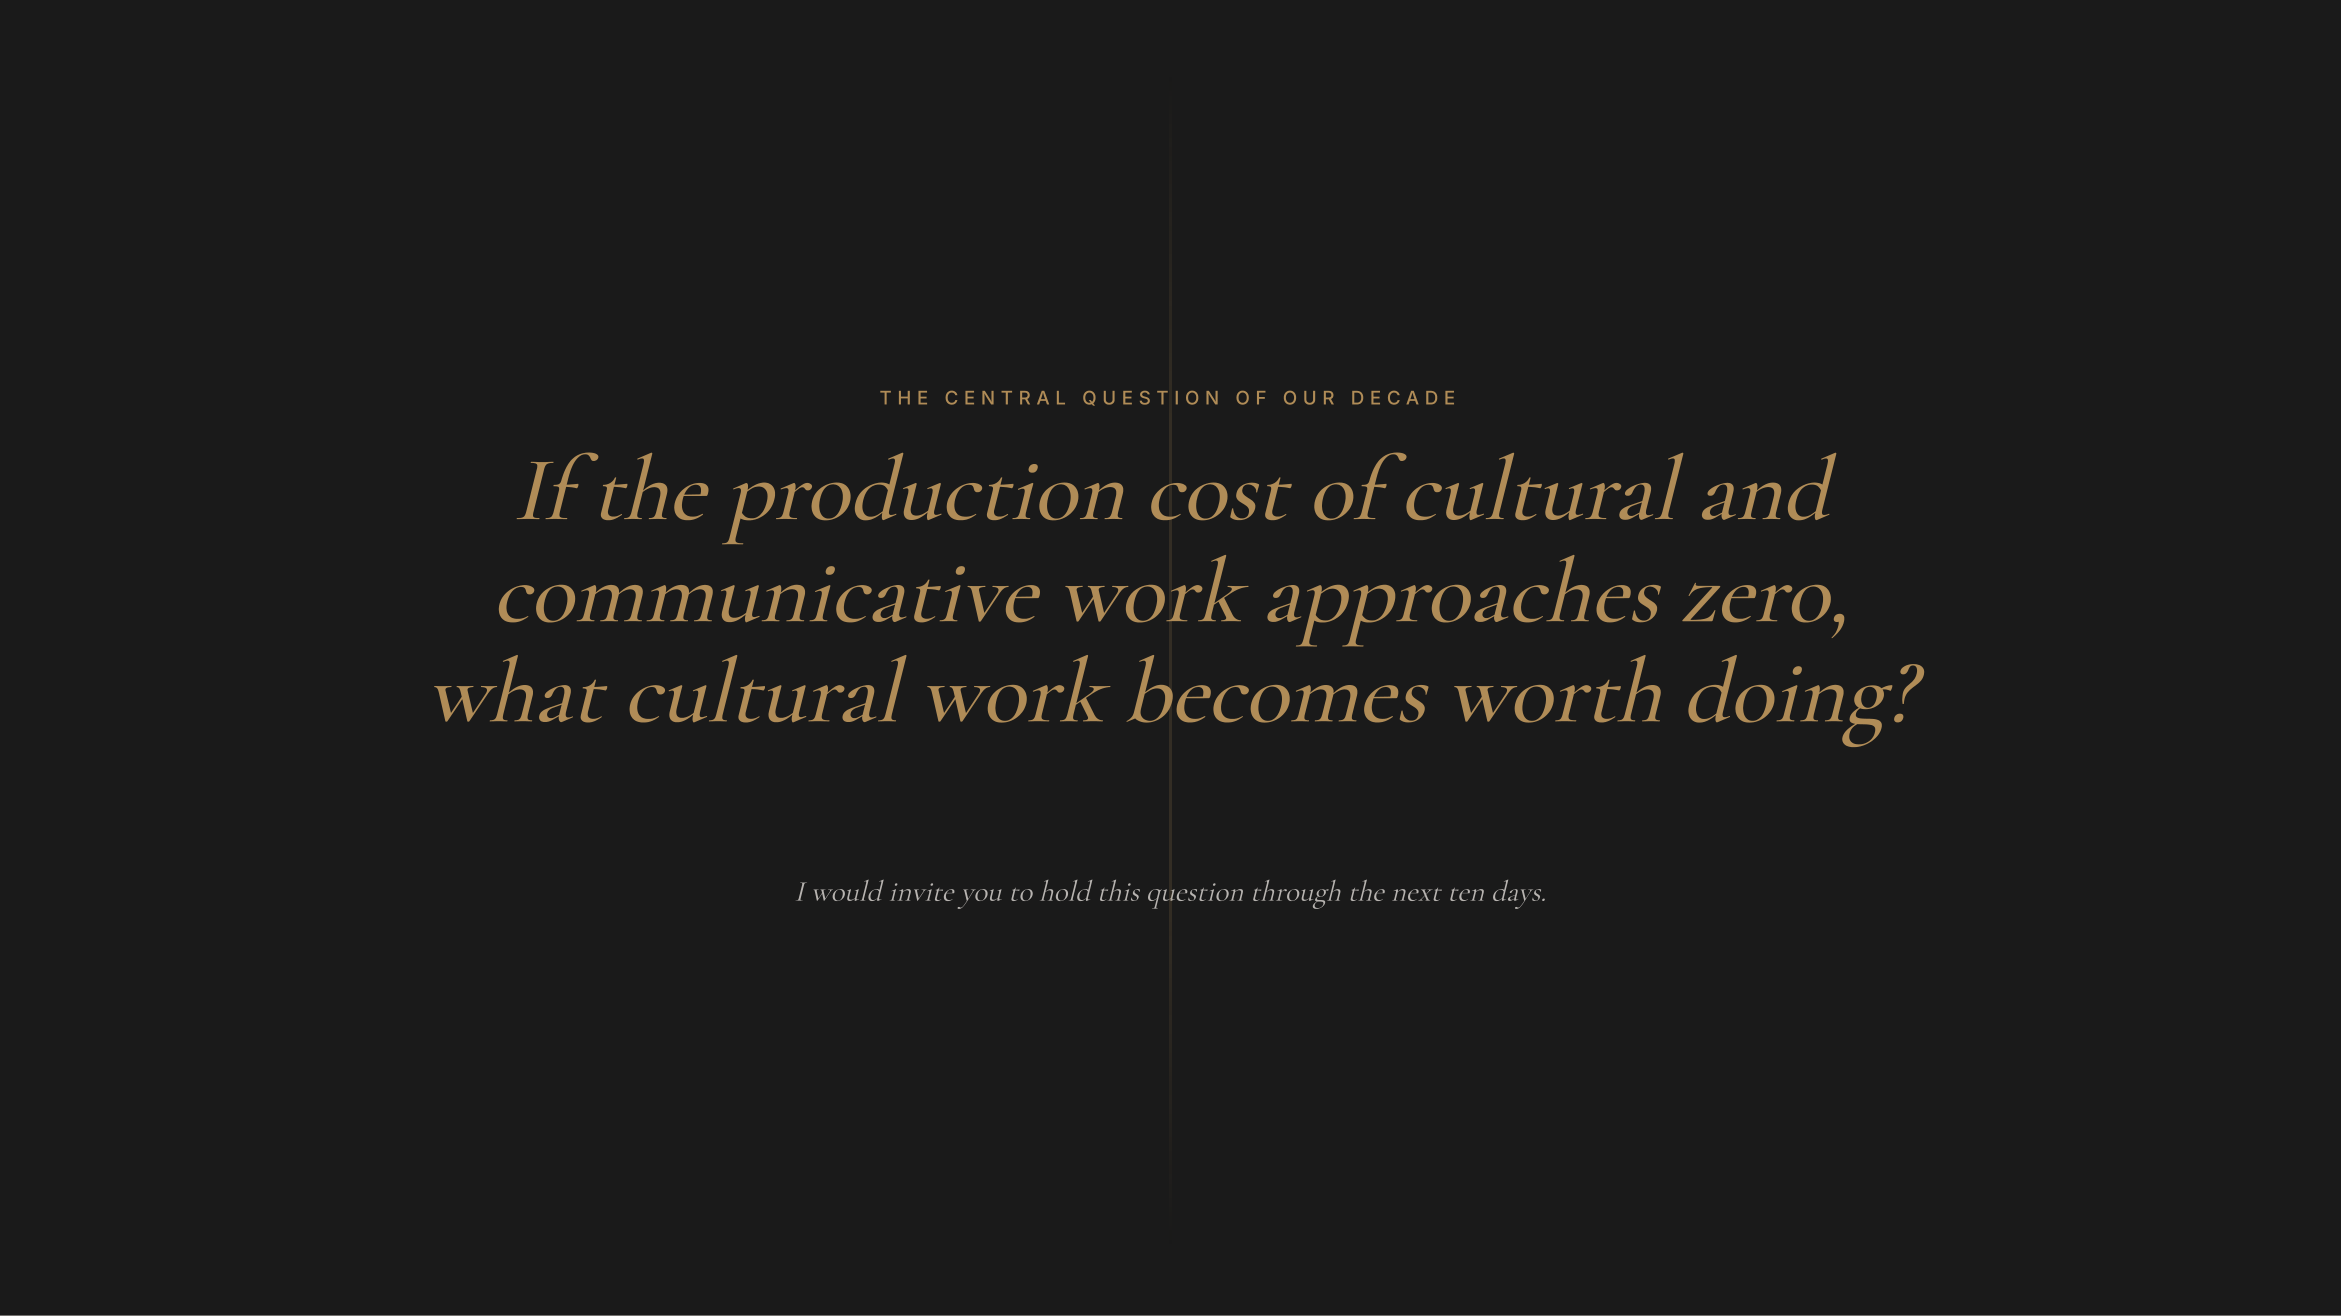 THE CENTRAL QUESTION OF OUR DECADE
If the production cost of cultural and
communicative work approaches zero,
what cultural work becomes worth doing?
I would invite you to hold this question through the next ten days.